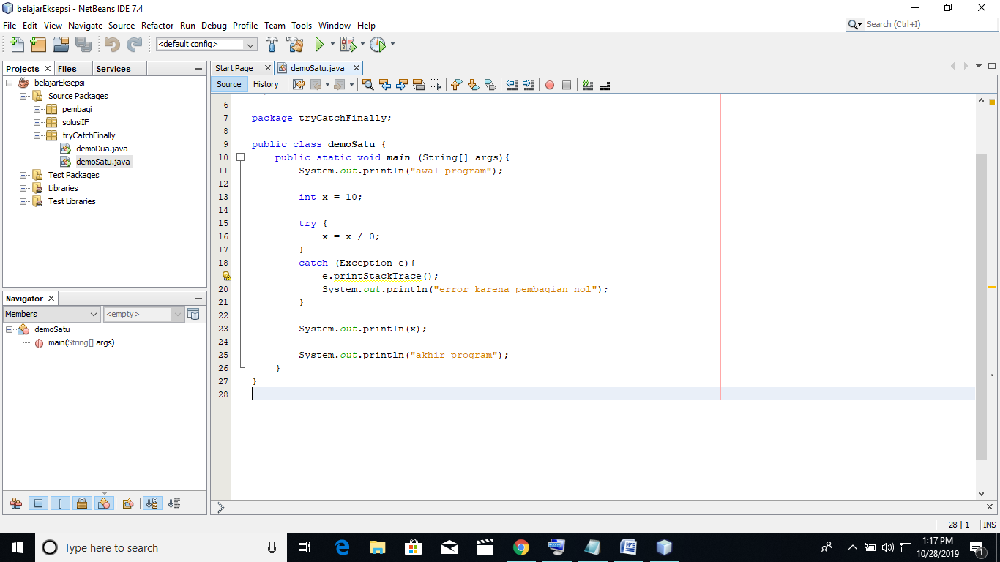 belajarEksepsi - NetBeans IDE 7.4
File Edit View Navigate Source Refactor Run Debug Profile Team Tools Window Help
Search (Ctrl+I)
<default config>
Projects Files Services
belajarEksepsi
Source Packages
pembagi
solusiIF
tryCatchFinally
demoDua.java
demoSatu.java
Test Packages
Libraries
Test Libraries
Navigator
Members <empty>
demoSatu
main(String[] args)
Start Page demoSatu.java
Source History
6
7 package tryCatchFinally;
8
9 public class demoSatu {
10 public static void main (String[] args){
11 System.out.println("awal program");
12
13 int x = 10;
14
15 try {
16 x = x / 0;
17 }
18 catch (Exception e){
e.printStackTrace();
20 System.out.println("error karena pembagian nol");
21 }
22
23 System.out.println(x);
24
25 System.out.println("akhir program");
26 }
27 }
28
28 | 1 INS
Type here to search
1:17 PM
10/28/2019
1